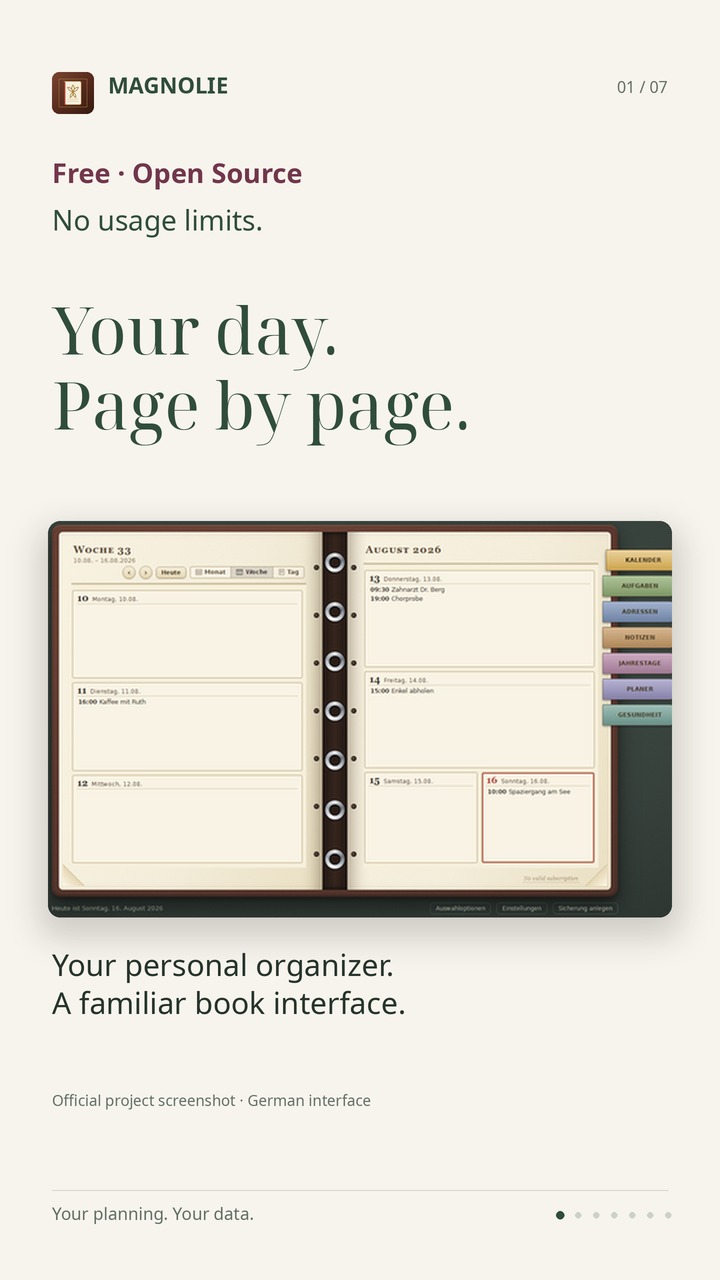 MAGNOLIE
01 / 07
Free · Open Source
No usage limits.
Your day.
Page by page.
Woche 33
10.08. – 16.08.2026
‹ › Heute Monat Woche Tag
10 Montag, 10.08.
11 Dienstag, 11.08.
16:00 Kaffee mit Ruth
12 Mittwoch, 12.08.
August 2026
13 Donnerstag, 13.08.
09:30 Zahnarzt Dr. Berg
19:00 Chorprobe
14 Freitag, 14.08.
15:00 Enkel abholen
15 Samstag, 15.08.
16 Sonntag, 16.08.
10:00 Spaziergang am See
No valid subscription
KALENDER
AUFGABEN
ADRESSEN
NOTIZEN
JAHRESTAGE
PLANER
GESUNDHEIT
Heute ist Sonntag, 16. August 2026
Auswahloptionen Einstellungen Sicherung anlegen
Your personal organizer.
A familiar book interface.
Official project screenshot · German interface
Your planning. Your data.